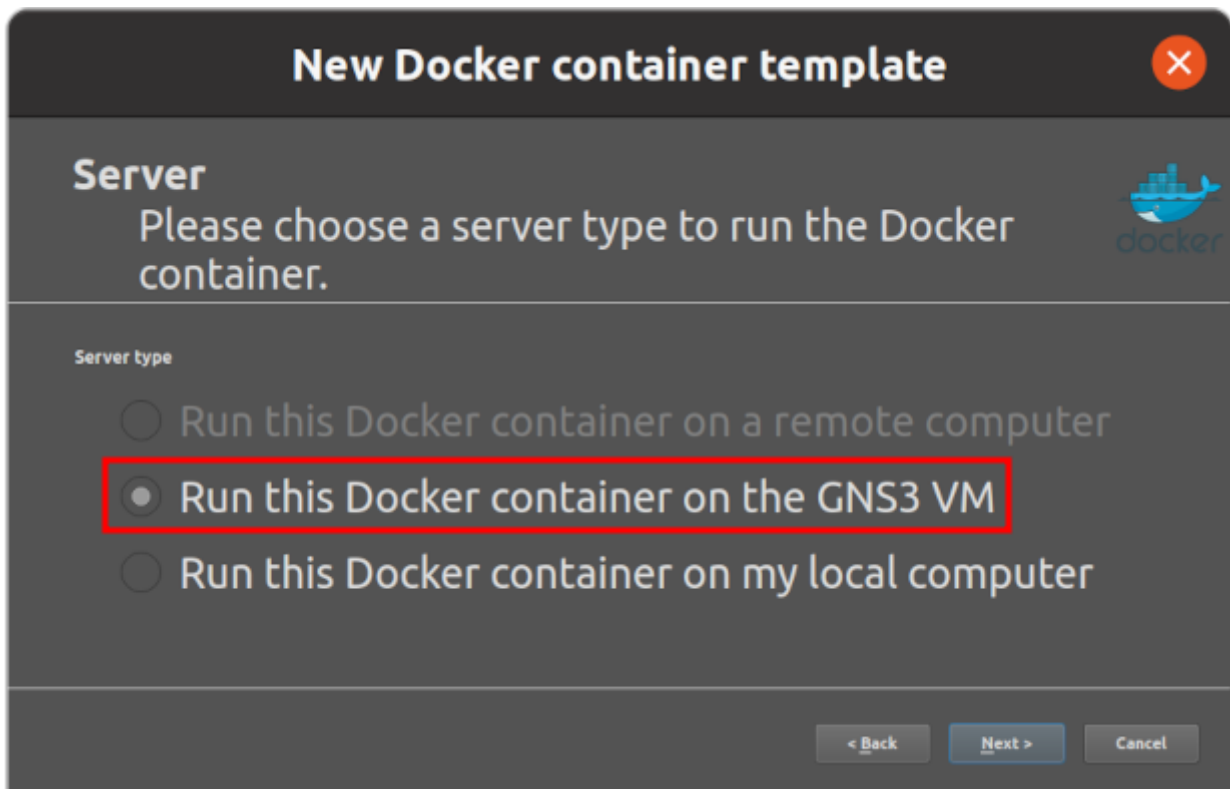 New Docker container template
Server
Please choose a server type to run the Docker
container.
docker
Server type
Run this Docker container on a remote computer
Run this Docker container on the GNS3 VM
Run this Docker container on my local computer
< Back
Next >
Cancel